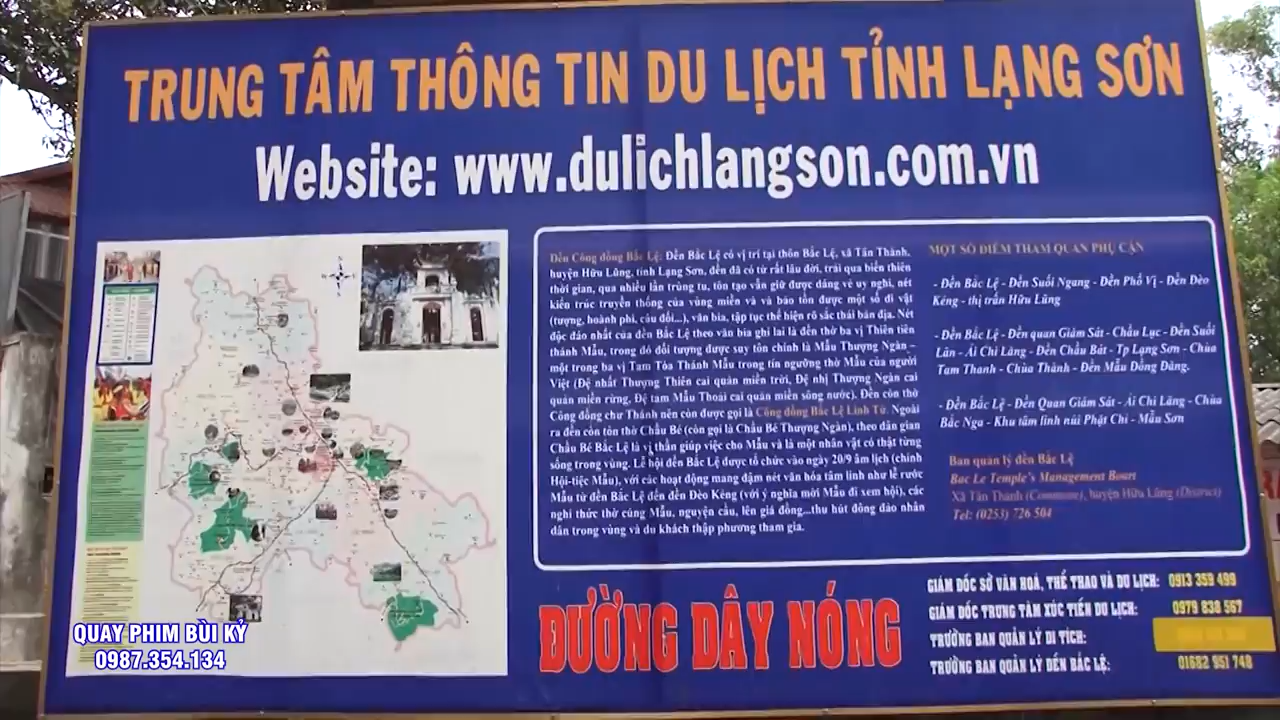 TRUNG TÂM THÔNG TIN DU LỊCH TỈNH LẠNG SƠN
Website: www.dulichlangson.com.vn
Đền Công đồng Bắc Lệ: Đền Bắc Lệ có vị trí tại thôn Bắc Lệ, xã Tân Thành,
huyện Hữu Lũng, tỉnh Lạng Sơn, đền đã có từ rất lâu đời, trải qua biến thiên
thời gian, qua nhiều lần trùng tu, tôn tạo vẫn giữ được dáng vẻ uy nghi, nét
kiến trúc truyền thống của vùng miền và và bảo tồn được một số di vật
(tượng, hoành phi, câu đối...), văn bia, tập tục thể hiện rõ sắc thái bản địa. Nét
độc đáo nhất của đền Bắc Lệ theo văn bia ghi lại là đền thờ ba vị Thiên tiên
thánh Mẫu, trong đó đối tượng được suy tôn chính là Mẫu Thượng Ngàn –
một trong ba vị Tam Tòa Thánh Mẫu trong tín ngưỡng thờ Mẫu của người
Việt (Đệ nhất Thượng Thiên cai quản miền trời, Đệ nhị Thượng Ngàn cai
quản miền rừng, Đệ tam Mẫu Thoải cai quản miền sông nước). Đền còn thờ
Công đồng chư Thánh nên còn được gọi là Công đồng Bắc Lệ Linh Từ. Ngoài
ra đền còn tôn thờ Chầu Bé (còn gọi là Chầu Bé Thượng Ngàn), theo dân gian
Chầu Bé Bắc Lệ là vị thần giúp việc cho Mẫu và là một nhân vật có thật từng
sống trong vùng. Lễ hội đền Bắc Lệ được tổ chức vào ngày 20/9 âm lịch (chính
Hội-tiệc Mẫu), với các hoạt động mang đậm nét văn hóa tâm linh như lễ rước
Mẫu từ đền Bắc Lệ đến đền Đèo Kẻng (với ý nghĩa mời Mẫu đi xem hội), các
nghi thức thờ cúng Mẫu, nguyện cầu, lên giá đồng...thu hút đông đảo nhân
dân trong vùng và du khách thập phương tham gia.
MỘT SỐ ĐIỂM THAM QUAN PHỤ CẬN
- Đền Bắc Lệ - Đền Suối Ngang - Đền Phố Vị - Đền Đèo
Kẻng - thị trấn Hữu Lũng
- Đền Bắc Lệ - Đền quan Giám Sát - Chầu Lục - Đền Suối
Lân - Ải Chi Lăng - Đền Chầu Bát - Tp Lạng Sơn - Chùa
Tam Thanh - Chùa Thành - Đền Mẫu Đồng Đăng.
- Đền Bắc Lệ - Đền Quan Giám Sát - Ải Chi Lăng - Chùa
Bắc Nga - Khu tâm linh núi Phật Chỉ - Mẫu Sơn
Ban quản lý đền Bắc Lệ
Bac Le Temple's Management Board
Xã Tân Thành (Commune), huyện Hữu Lũng (District)
Tel: (0253) 726 504
ĐƯỜNG DÂY NÓNG
GIÁM ĐỐC SỞ VĂN HOÁ, THỂ THAO VÀ DU LỊCH: 0913 359 499
GIÁM ĐỐC TRUNG TÂM XÚC TIẾN DU LỊCH: 0979 838 567
TRƯỞNG BAN QUẢN LÝ DI TÍCH:
TRƯỞNG BAN QUẢN LÝ ĐỀN BẮC LỆ: 01682 951 748
QUAY PHIM BÙI KỶ
0987.354.134